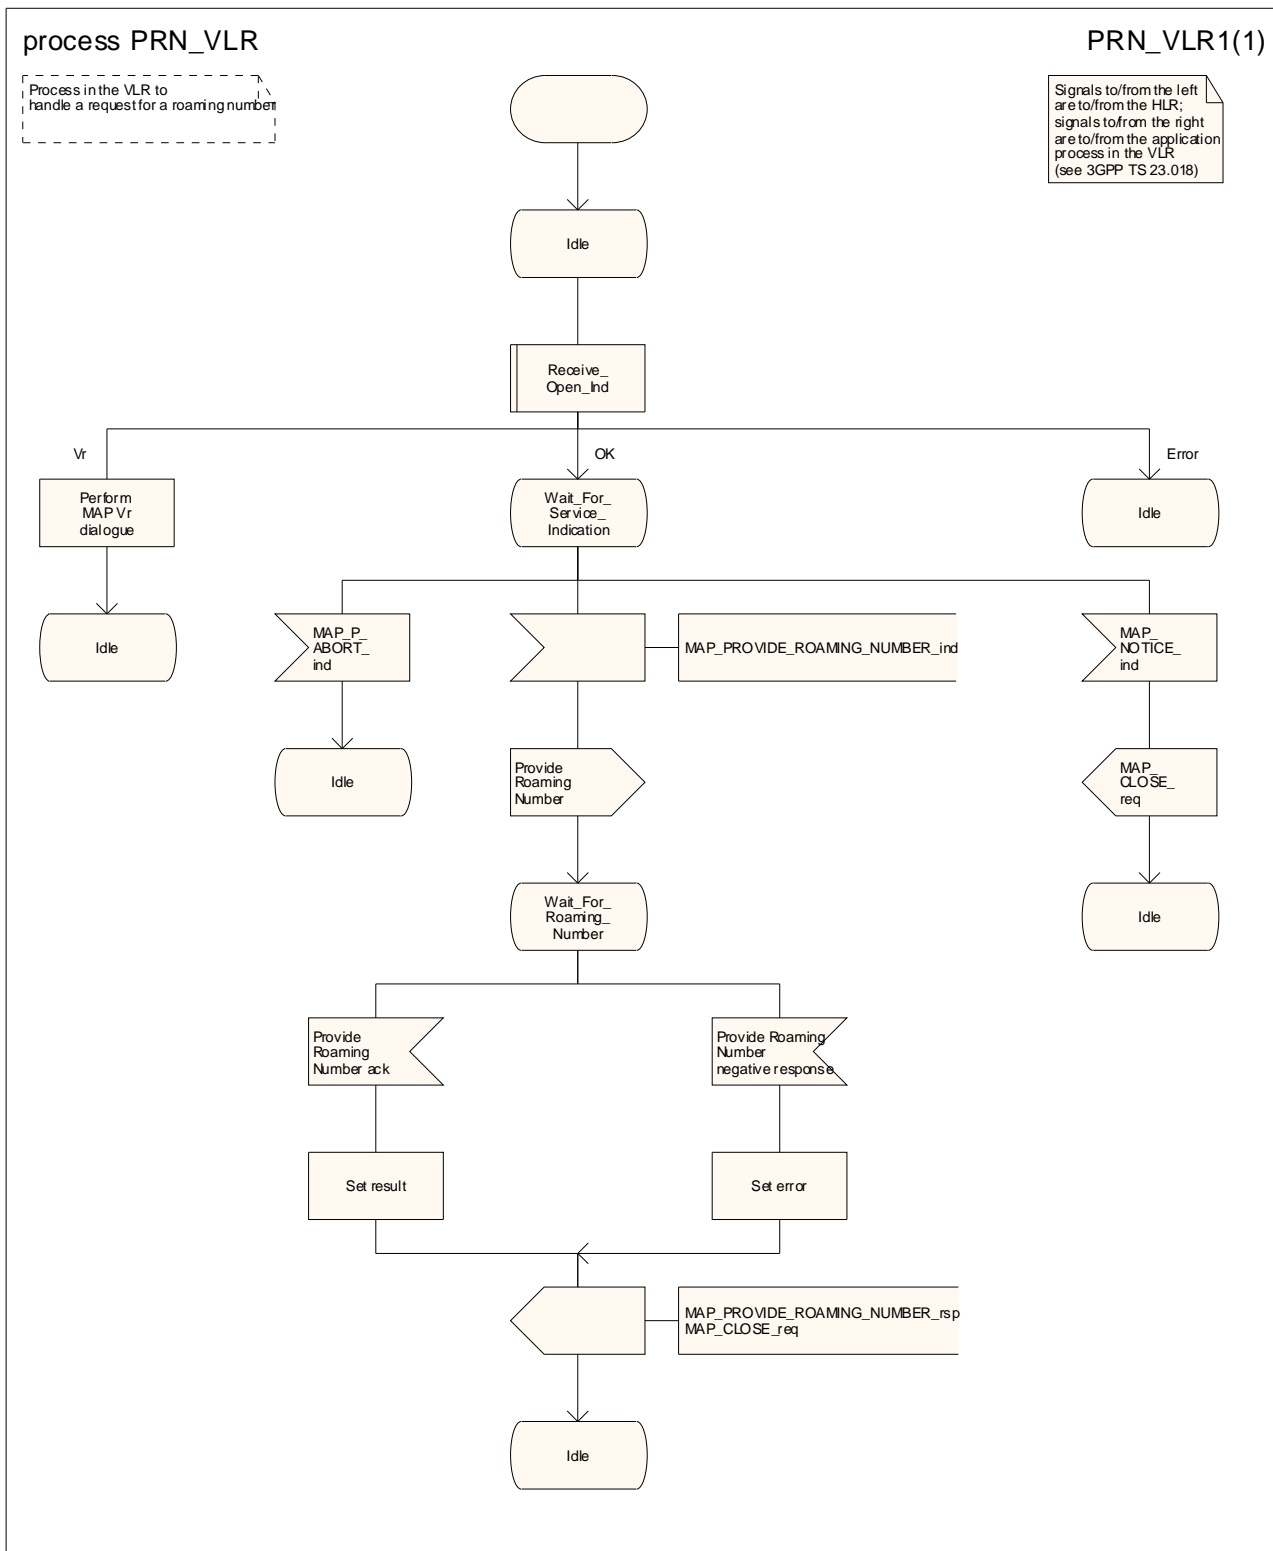 process PRN_VLR
PRN_VLR1(1)
Process in the VLR to
handle a request for a roaming number
Signals to/from the left
are to/from the HLR;
signals to/from the right
are to/from the application
process in the VLR
(see 3GPP TS 23.018)
Idle
Receive_
Open_Ind
Vr
OK
Error
Perform
MAP Vr
dialogue
Wait_For_
Service_
Indication
Idle
Idle
MAP_P_
ABORT_
ind
MAP_PROVIDE_ROAMING_NUMBER_ind
MAP_
NOTICE_
ind
Idle
Provide
Roaming
Number
MAP_
CLOSE_
req
Wait_For_
Roaming_
Number
Idle
Provide
Roaming
Number ack
Provide Roaming
Number
negative response
Set result
Set error
MAP_PROVIDE_ROAMING_NUMBER_rsp
MAP_CLOSE_req
Idle